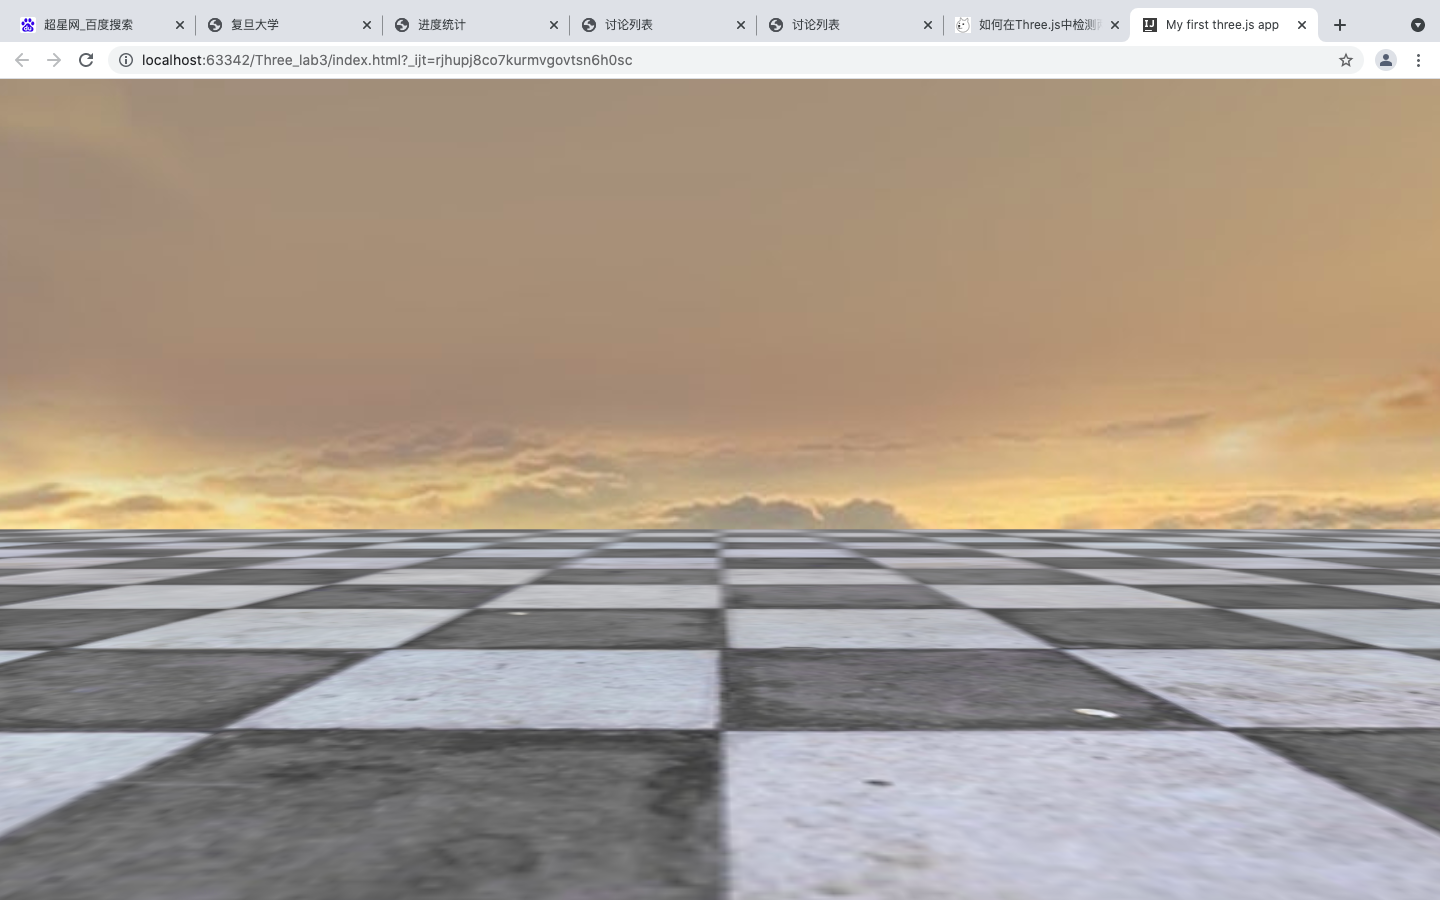 超星网_百度搜索
复旦大学
进度统计
讨论列表
讨论列表
如何在Three.js中检测
My first three.js app
localhost:63342/Three_lab3/index.html?_ijt=rjhupj8co7kurmvgovtsn6h0sc